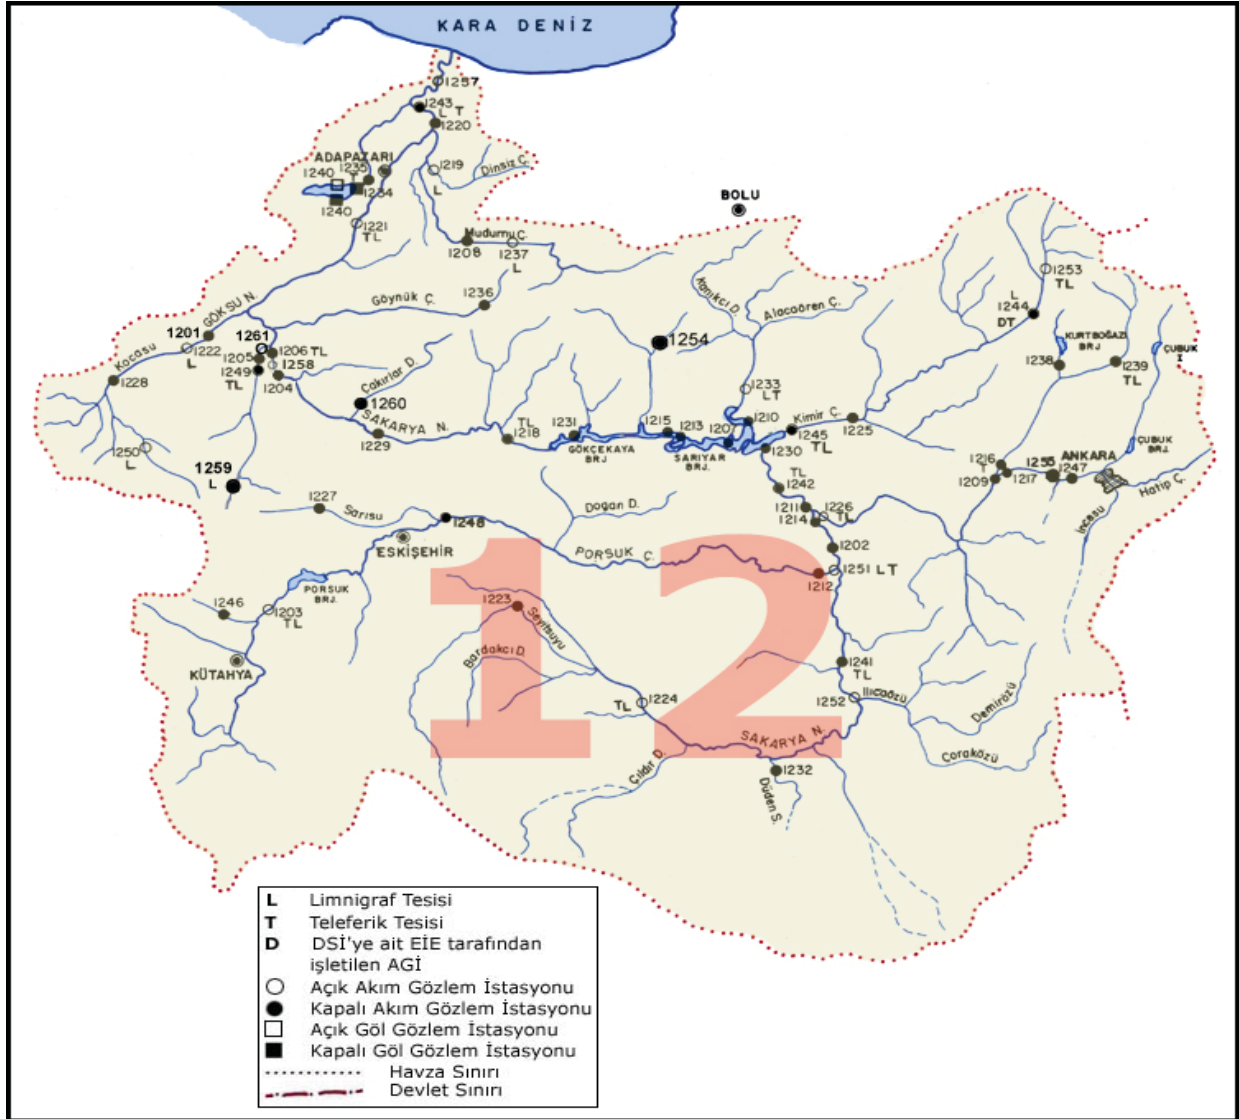 KARA DENİZ
1257
1243
L T
1220
ADAPAZARI
1235
T
1240
1234
1240
1219
L
Dinsiz Ç.
1221
TL
Mudurnu Ç.
1208
1237
L
BOLU
1236
Göynük Ç.
GÖKSU N.
1201
1261
1222
L
Kocasu
1205
1206 TL
1258
1249
TL
1204
1228
Çakırlar D.
1260
SAKARYA N.
1229
1250
L
1259
L
1254
Kanıkcı D.
Alacaören Ç.
1233
LT
TL
1218
1231
GÖKÇEKAYA
BRJ
1215
1213
1207
1210
SARIYAR
BRJ.
Kimir Ç.
1245
TL
1225
1230
1253
TL
L
1244
DT
KURTBOĞAZI
BRJ
1238
1239
TL
ÇUBUK
I
ÇUBUK
BRJ.
1216
T
1209
1217
1255
1247
ANKARA
Hatıp Ç.
İncasu
TL
1242
1211
1214
1226
TL
1202
1251 LT
1212
1227
Sarısu
1248
ESKİŞEHİR
Doğan D.
PORSUK Ç.
PORSUK
BRJ.
1246
1203
TL
KÜTAHYA
12
1223
Seyitsuyu
Bardakcı D.
TL
1224
1241
TL
1252
Ilıcaözü
Demirözü
Çoraközü
SAKARYA N.
Çıldır D.
1232
Düden S.
L Limnigraf Tesisi
T Teleferik Tesisi
D DSİ'ye ait EİE tarafından
işletilen AGİ
Açık Akım Gözlem İstasyonu
Kapalı Akım Gözlem İstasyonu
Açık Göl Gözlem İstasyonu
Kapalı Göl Gözlem İstasyonu
Havza Sınırı
Devlet Sınırı